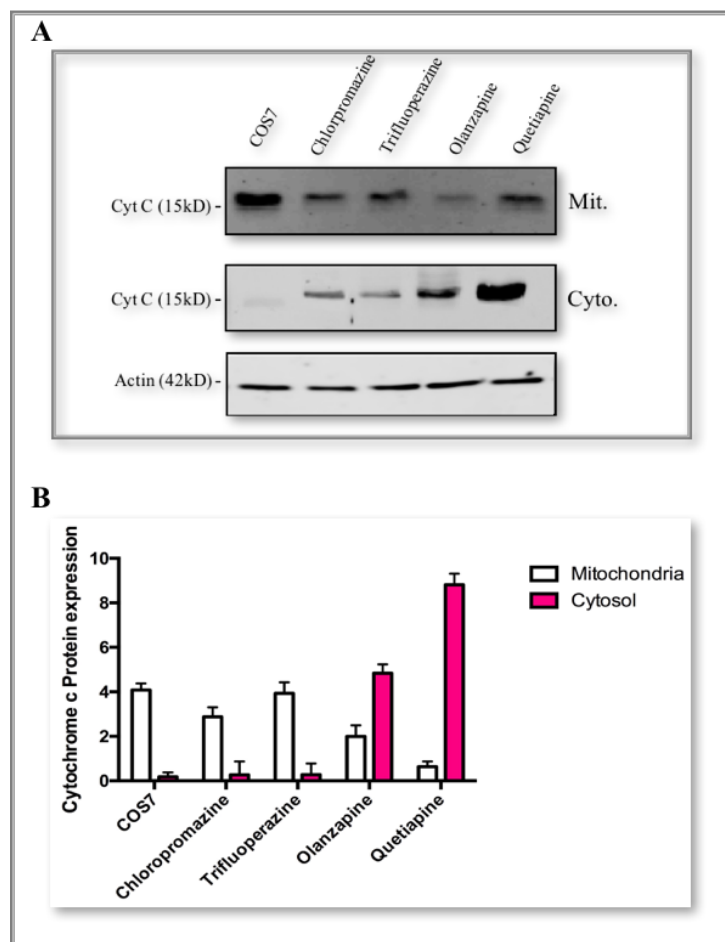 A
COS7
Chlorpromazine
Trifluoperazine
Olanzapine
Quetiapine
Cyt C (15kD) -
Mit.
Cyt C (15kD) -
Cyto.
Actin (42kD) -
B
Cytochrome c Protein expression
10
8
6
4
2
0
Mitochondria
Cytosol
COS7
Chloropromazine
Trifluoperazine
Olanzapine
Quetiapine